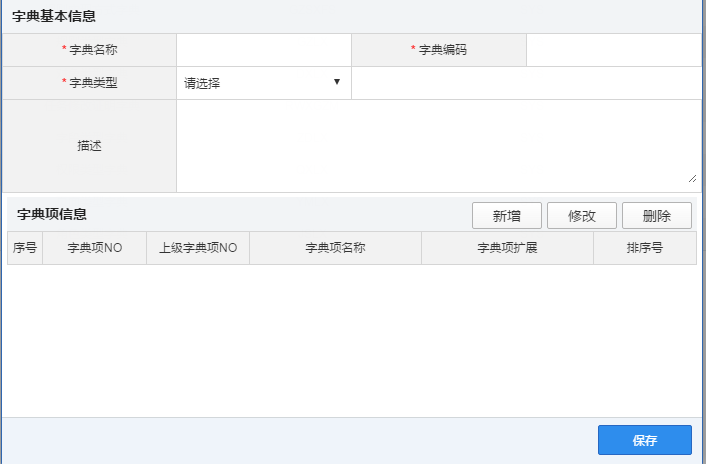 字典基本信息
* 字典名称 * 字典编码
* 字典类型 请选择
描述
字典项信息 新增 修改 删除
序号 字典项NO 上级字典项NO 字典项名称 字典项扩展 排序号
保存